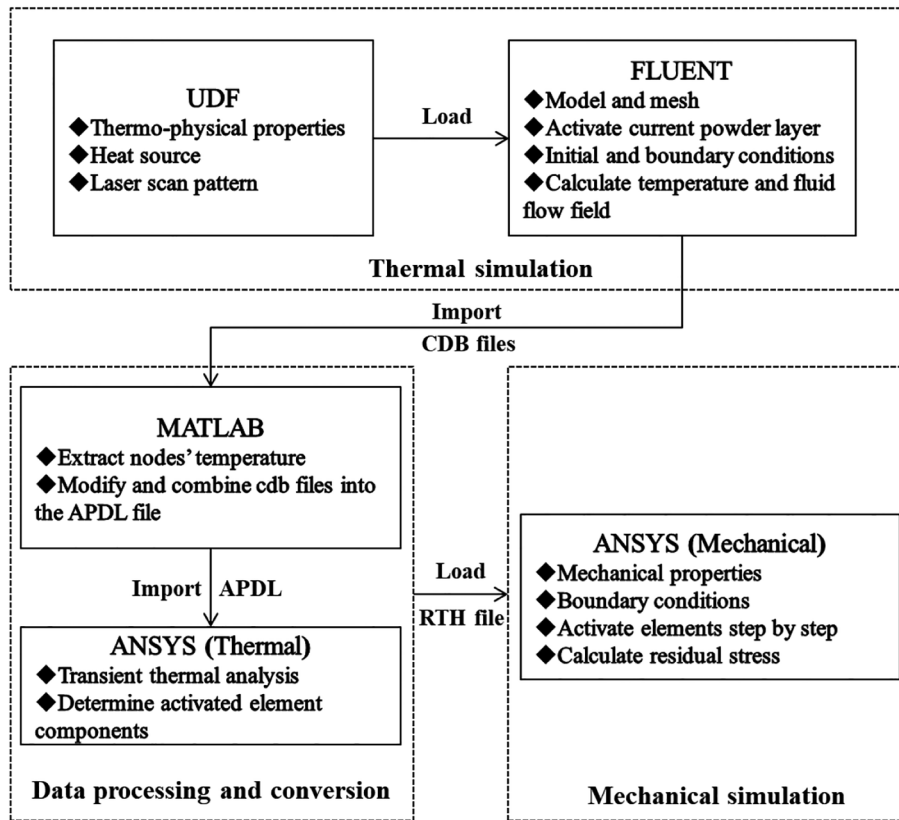 UDF
◆Thermo-physical properties
◆Heat source
◆Laser scan pattern
Load
FLUENT
◆Model and mesh
◆Activate current powder layer
◆Initial and boundary conditions
◆Calculate temperature and fluid
flow field
Thermal simulation
Import
CDB files
MATLAB
◆Extract nodes’ temperature
◆Modify and combine cdb files into
the APDL file
Import APDL
ANSYS (Thermal)
◆Transient thermal analysis
◆Determine activated element
components
Data processing and conversion
Load
RTH file
ANSYS (Mechanical)
◆Mechanical properties
◆Boundary conditions
◆Activate elements step by step
◆Calculate residual stress
Mechanical simulation